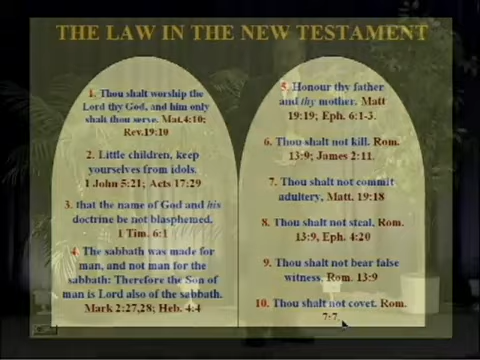 THE LAW IN THE NEW TESTAMENT
1. Thou shalt worship the
Lord thy God, and him only
shalt thou serve. Mat.4:10;
Rev.19:10
2. Little children, keep
yourselves from idols.
1 John 5:21; Acts 17:29
3. that the name of God and his
doctrine be not blasphemed.
1 Tim. 6:1
4. The sabbath was made for
man, and not man for the
sabbath: Therefore the Son of
man is Lord also of the sabbath.
Mark 2:27,28; Heb. 4:4
5. Honour thy father
and thy mother. Matt
19:19; Eph. 6:1-3.
6. Thou shalt not kill. Rom.
13:9; James 2:11.
7. Thou shalt not commit
adultery, Matt. 19:18
8. Thou shalt not steal, Rom.
13:9, Eph. 4:20
9. Thou shalt not bear false
witness. Rom. 13:9
10. Thou shalt not covet. Rom.
7:7.